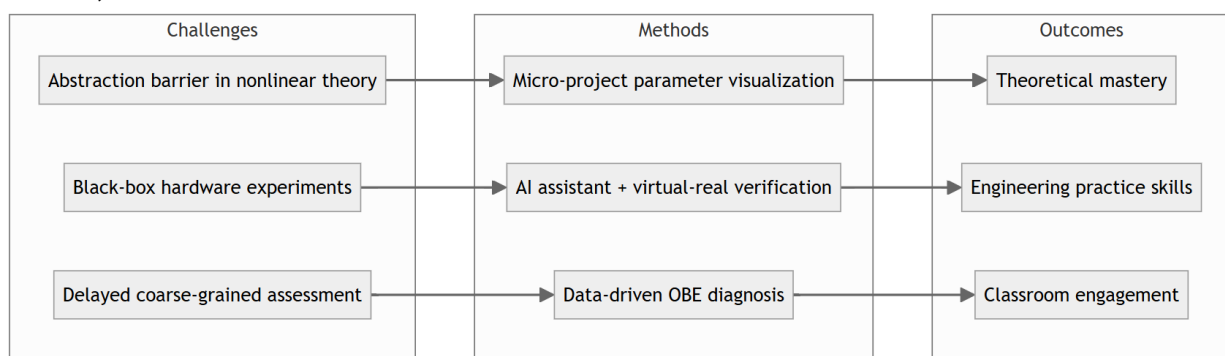 Challenges
Methods
Outcomes
Abstraction barrier in nonlinear theory
Micro-project parameter visualization
Theoretical mastery
Black-box hardware experiments
AI assistant + virtual-real verification
Engineering practice skills
Delayed coarse-grained assessment
Data-driven OBE diagnosis
Classroom engagement